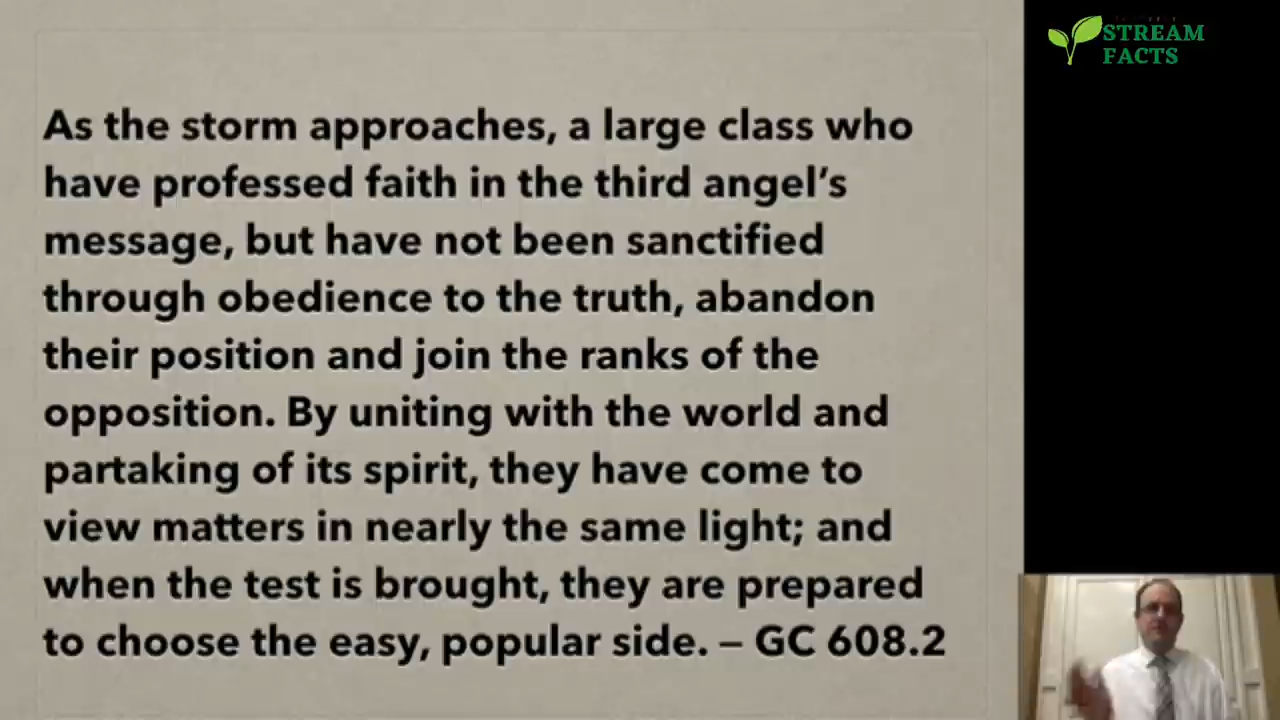 As the storm approaches, a large class who
have professed faith in the third angel’s
message, but have not been sanctified
through obedience to the truth, abandon
their position and join the ranks of the
opposition. By uniting with the world and
partaking of its spirit, they have come to
view matters in nearly the same light; and
when the test is brought, they are prepared
to choose the easy, popular side. – GC 608.2
STREAM
FACTS